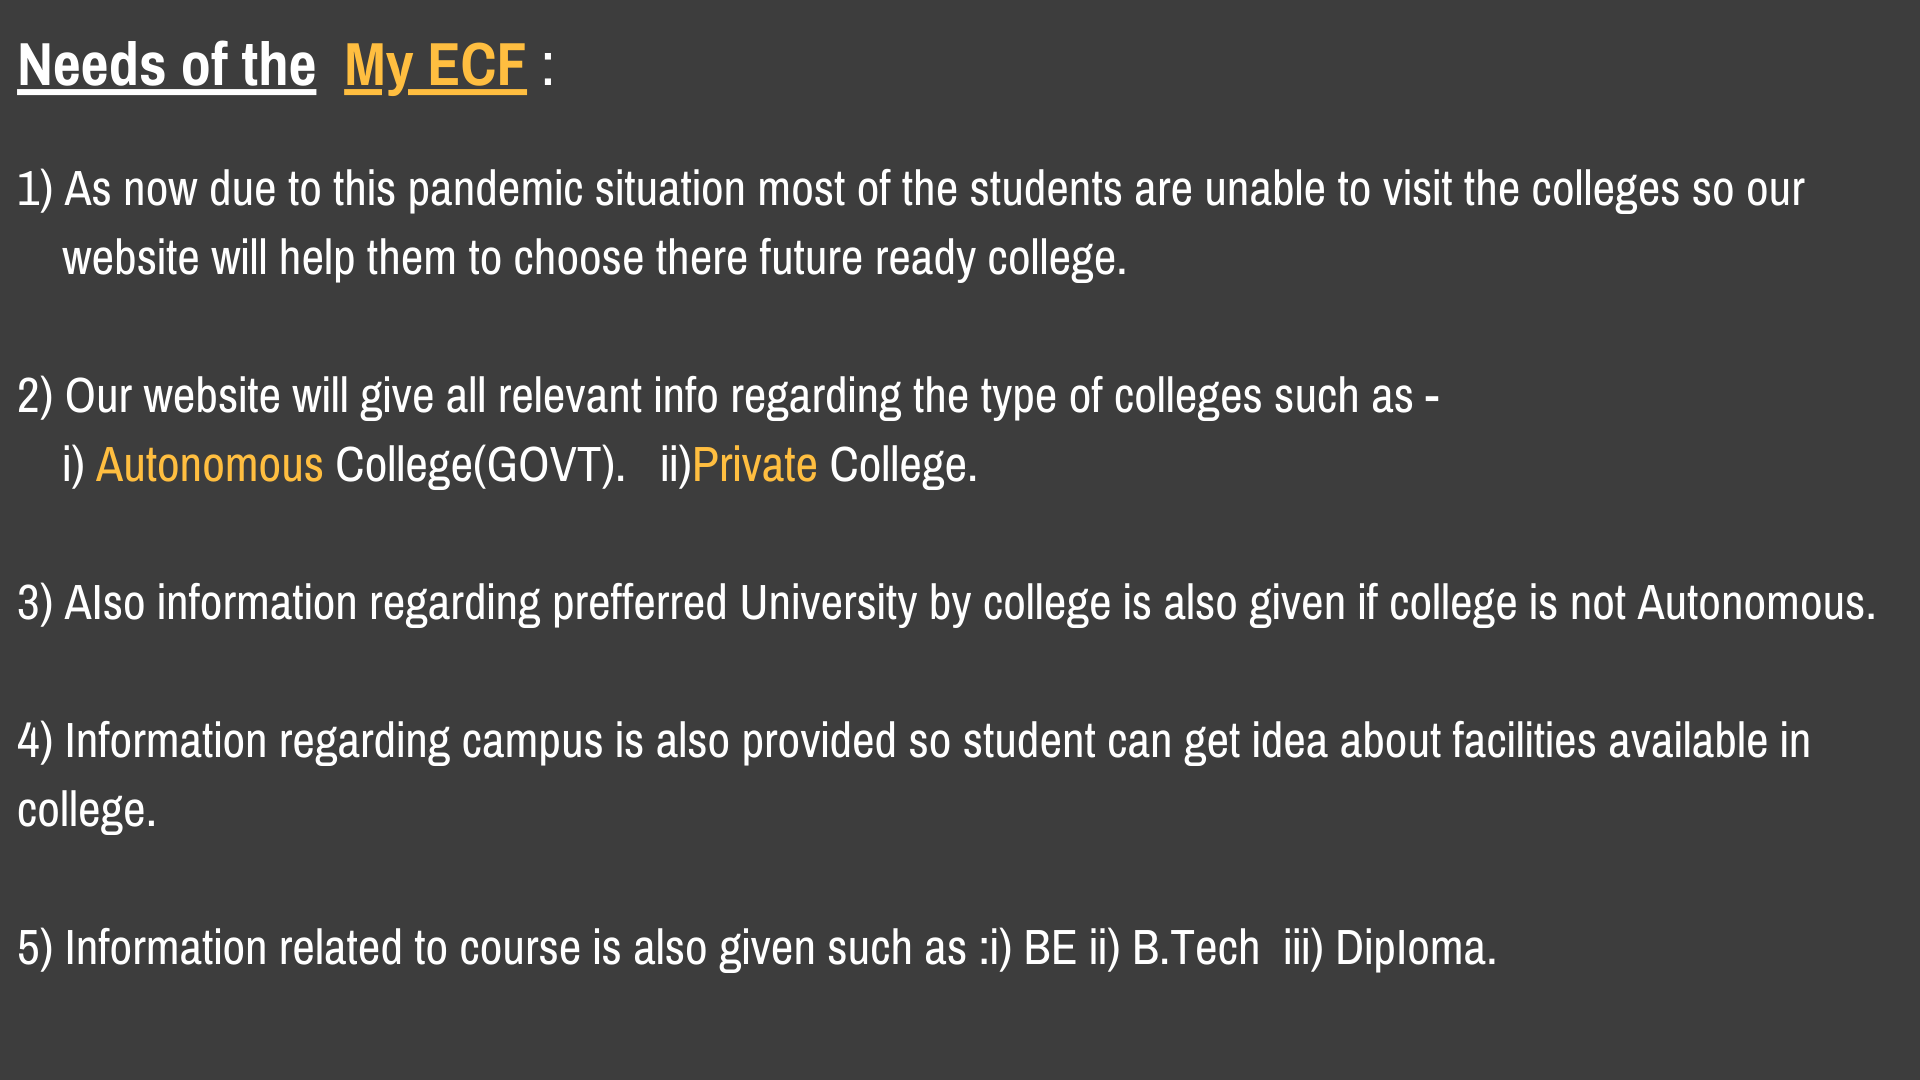 Needs of the My ECF :
1) As now due to this pandemic situation most of the students are unable to visit the colleges so our
website will help them to choose there future ready college.
2) Our website will give all relevant info regarding the type of colleges such as -
i) Autonomous College(GOVT). ii)Private College.
3) AIso information regarding prefferred University by college is also given if college is not Autonomous.
4) Information regarding campus is also provided so student can get idea about facilities available in
college.
5) Information related to course is also given such as :i) BE ii) B.Tech iii) DipIoma.